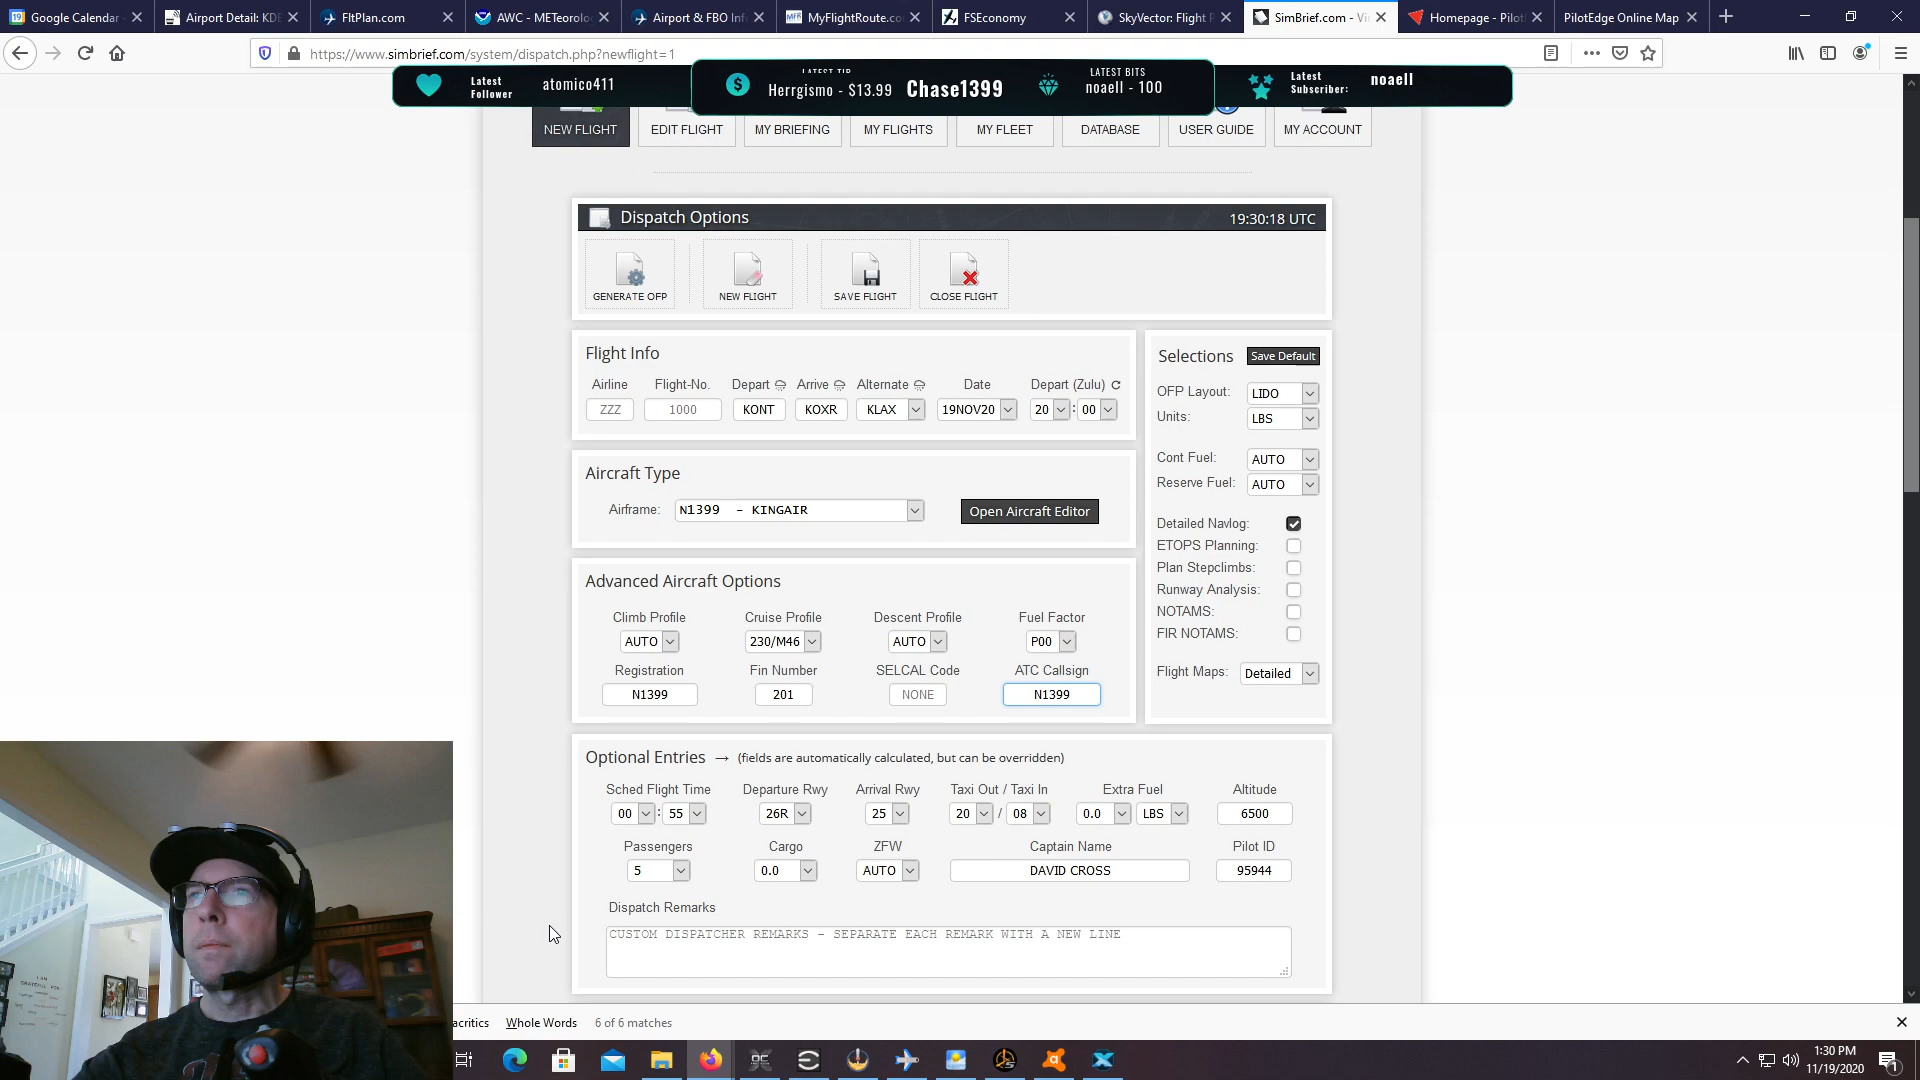 Google Calendar -
Airport Detail: KDE
FltPlan.com
AWC - METeorolo
Airport & FBO Inf
MyFlightRoute.co
FSEconomy
SkyVector: Flight P
SimBrief.com - Vi
Homepage - Pilot
PilotEdge Online Map
https://www.simbrief.com/system/dispatch.php?newflight=1
Latest Follower
atomico411
LATEST TIP
Herrgismo - $13.99
Chase1399
LATEST BITS
noaell - 100
Latest Subscriber:
noaell
NEW FLIGHT
EDIT FLIGHT
MY BRIEFING
MY FLIGHTS
MY FLEET
DATABASE
USER GUIDE
MY ACCOUNT
Dispatch Options
19:30:18 UTC
GENERATE OFP
NEW FLIGHT
SAVE FLIGHT
CLOSE FLIGHT
Flight Info
Airline Flight-No. Depart Arrive Alternate Date Depart (Zulu)
ZZZ 1000 KONT KOXR KLAX 19NOV20 20 : 00
Aircraft Type
Airframe: N1399 - KINGAIR Open Aircraft Editor
Advanced Aircraft Options
Climb Profile Cruise Profile Descent Profile Fuel Factor
AUTO 230/M46 AUTO P00
Registration Fin Number SELCAL Code ATC Callsign
N1399 201 NONE N1399
Selections Save Default
OFP Layout: LIDO
Units: LBS
Cont Fuel: AUTO
Reserve Fuel: AUTO
Detailed Navlog:
ETOPS Planning:
Plan Stepclimbs:
Runway Analysis:
NOTAMS:
FIR NOTAMS:
Flight Maps: Detailed
Optional Entries → (fields are automatically calculated, but can be overridden)
Sched Flight Time Departure Rwy Arrival Rwy Taxi Out / Taxi In Extra Fuel Altitude
00 : 55 26R 25 20 / 08 0.0 LBS 6500
Passengers Cargo ZFW Captain Name Pilot ID
5 0.0 AUTO DAVID CROSS 95944
Dispatch Remarks
CUSTOM DISPATCHER REMARKS - SEPARATE EACH REMARK WITH A NEW LINE
acritics Whole Words 6 of 6 matches
1:30 PM
11/19/2020